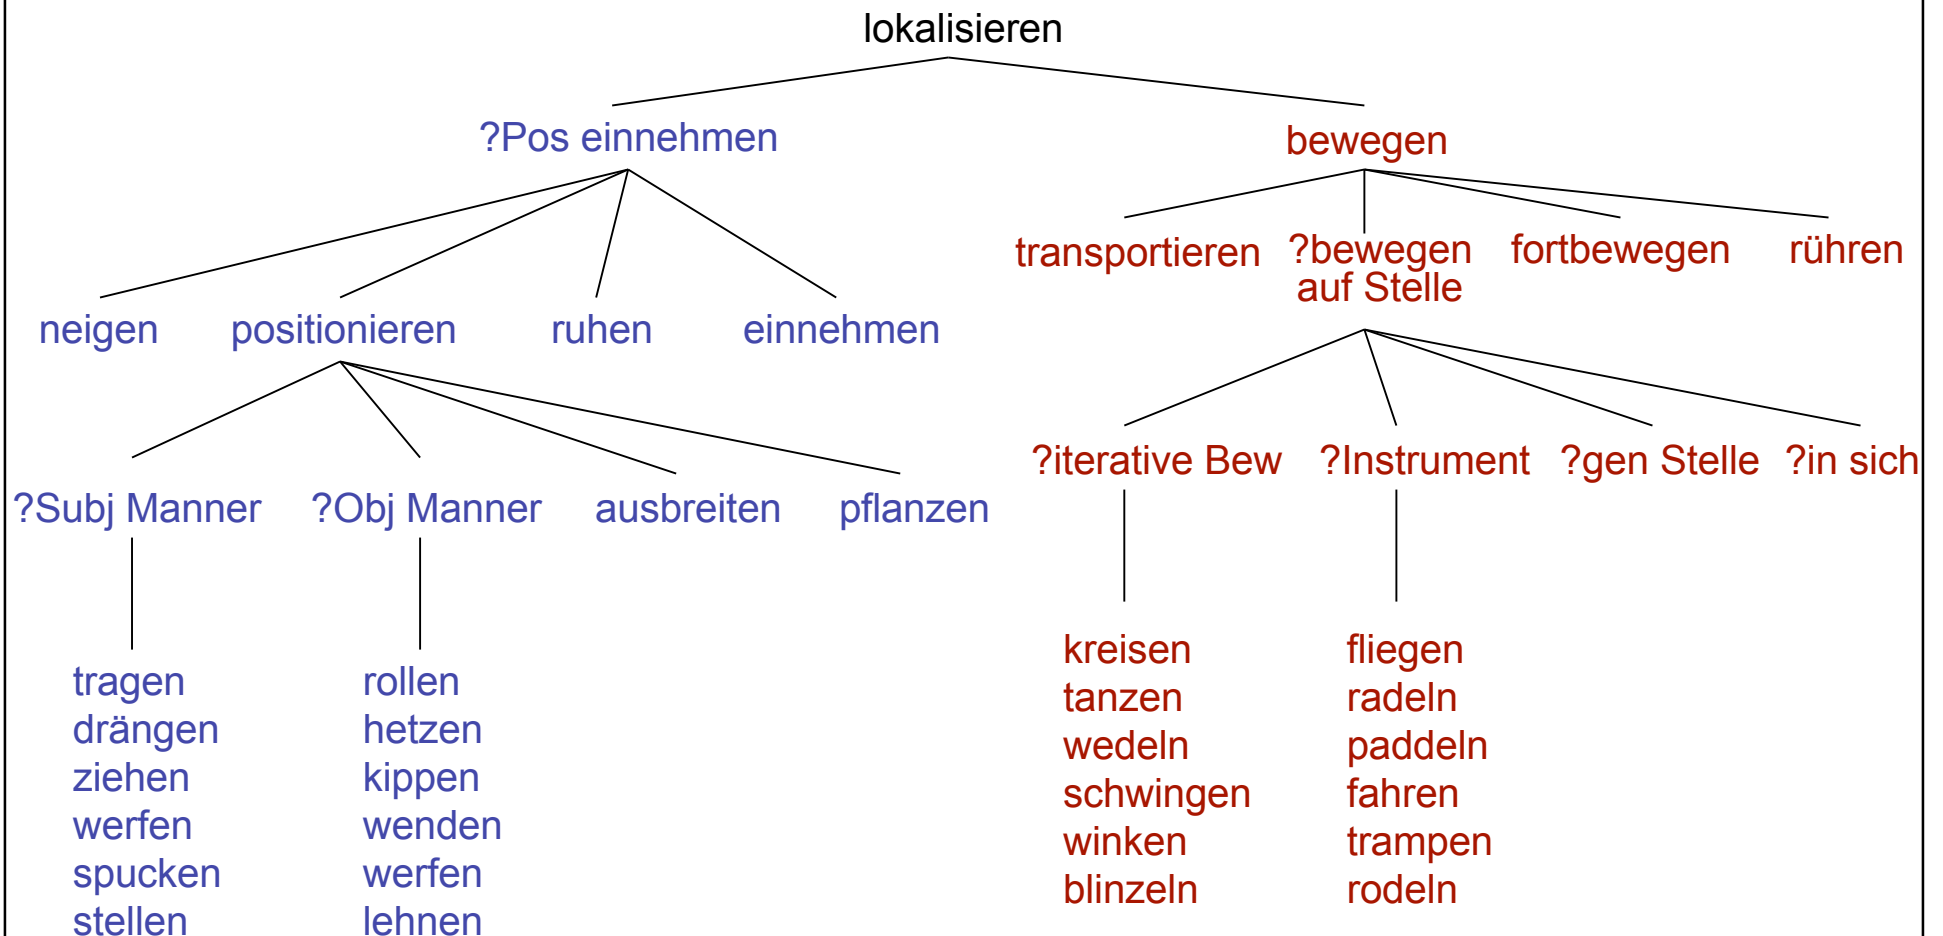 lokalisieren
?Pos einnehmen
bewegen
transportieren
?bewegen
auf Stelle
fortbewegen
rühren
neigen
positionieren
ruhen
einnehmen
?iterative Bew
?Instrument
?gen Stelle
?in sich
?Subj Manner
?Obj Manner
ausbreiten
pflanzen
tragen
drängen
ziehen
werfen
spucken
stellen
rollen
hetzen
kippen
wenden
werfen
lehnen
kreisen
tanzen
wedeln
schwingen
winken
blinzeln
fliegen
radeln
paddeln
fahren
trampen
rodeln